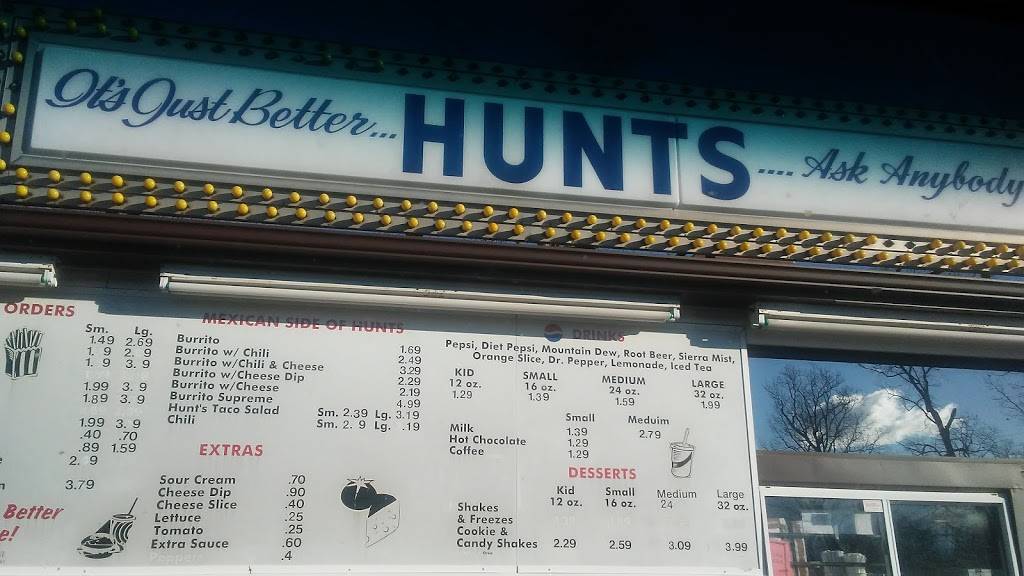 It's Just Better... HUNTS .... Ask Anybody
ORDERS
Sm. Lg.
1.49 2.69
1. 9 2. 9
1. 9 3. 9
1.99 3. 9
1.89 3. 9
1.99 3. 9
.40 .70
.89 1.59
2. 9
3.79
Better
e!
MEXICAN SIDE OF HUNTS
Burrito 1.69
Burrito w/ Chili 2.49
Burrito w/Chili & Cheese 3.29
Burrito w/Cheese Dip 2.29
Burrito w/Cheese 2.19
Burrito Supreme 4.99
Hunt's Taco Salad Sm. 2.39 Lg. 3.19
Chili Sm. 2. 9 Lg. .19
EXTRAS
Sour Cream .70
Cheese Dip .90
Cheese Slice .40
Lettuce .25
Tomato .25
Extra Sauce .60
Peppers .4
DRINKS
Pepsi, Diet Pepsi, Mountain Dew, Root Beer, Sierra Mist,
Orange Slice, Dr. Pepper, Lemonade, Iced Tea
KID SMALL MEDIUM LARGE
12 oz. 16 oz. 24 oz. 32 oz.
1.29 1.39 1.59 1.99
Small Meduim
Milk 1.39 2.79
Hot Chocolate 1.29
Coffee 1.29
DESSERTS
Kid Small Medium Large
12 oz. 16 oz. 24 32 oz.
Shakes
& Freezes
Cookie &
Candy Shakes 2.29 2.59 3.09 3.99